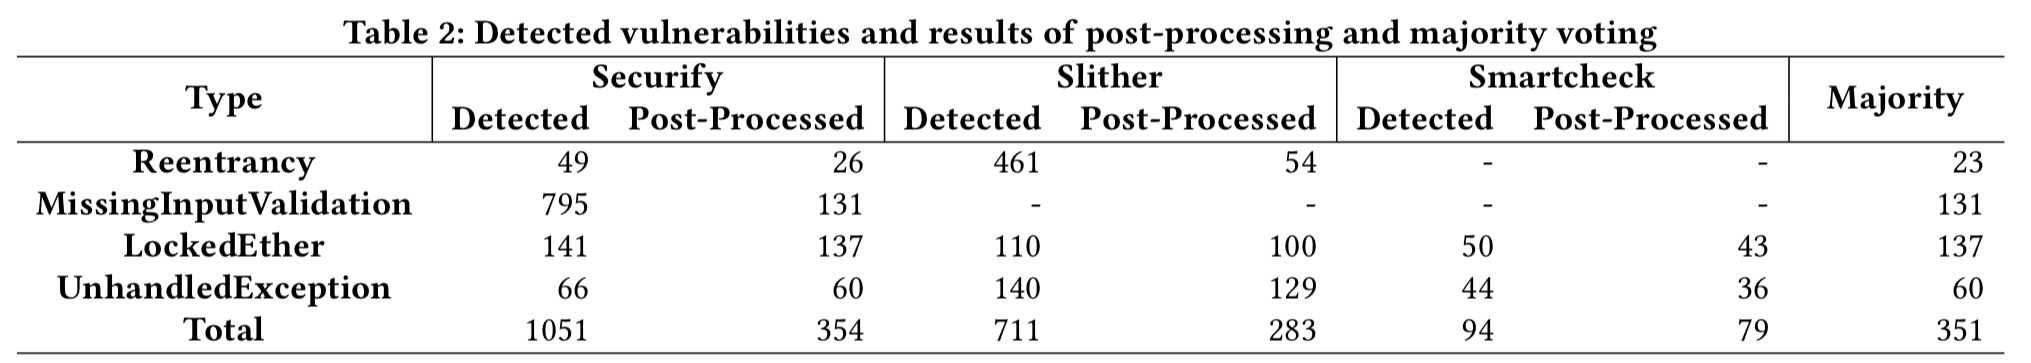 Table 2: Detected vulnerabilities and results of post-processing and majority voting
Type Securify Slither Smartcheck Majority
Detected Post-Processed Detected Post-Processed Detected Post-Processed
Reentrancy 49 26 461 54 - - 23
MissingInputValidation 795 131 - - - - 131
LockedEther 141 137 110 100 50 43 137
UnhandledException 66 60 140 129 44 36 60
Total 1051 354 711 283 94 79 351